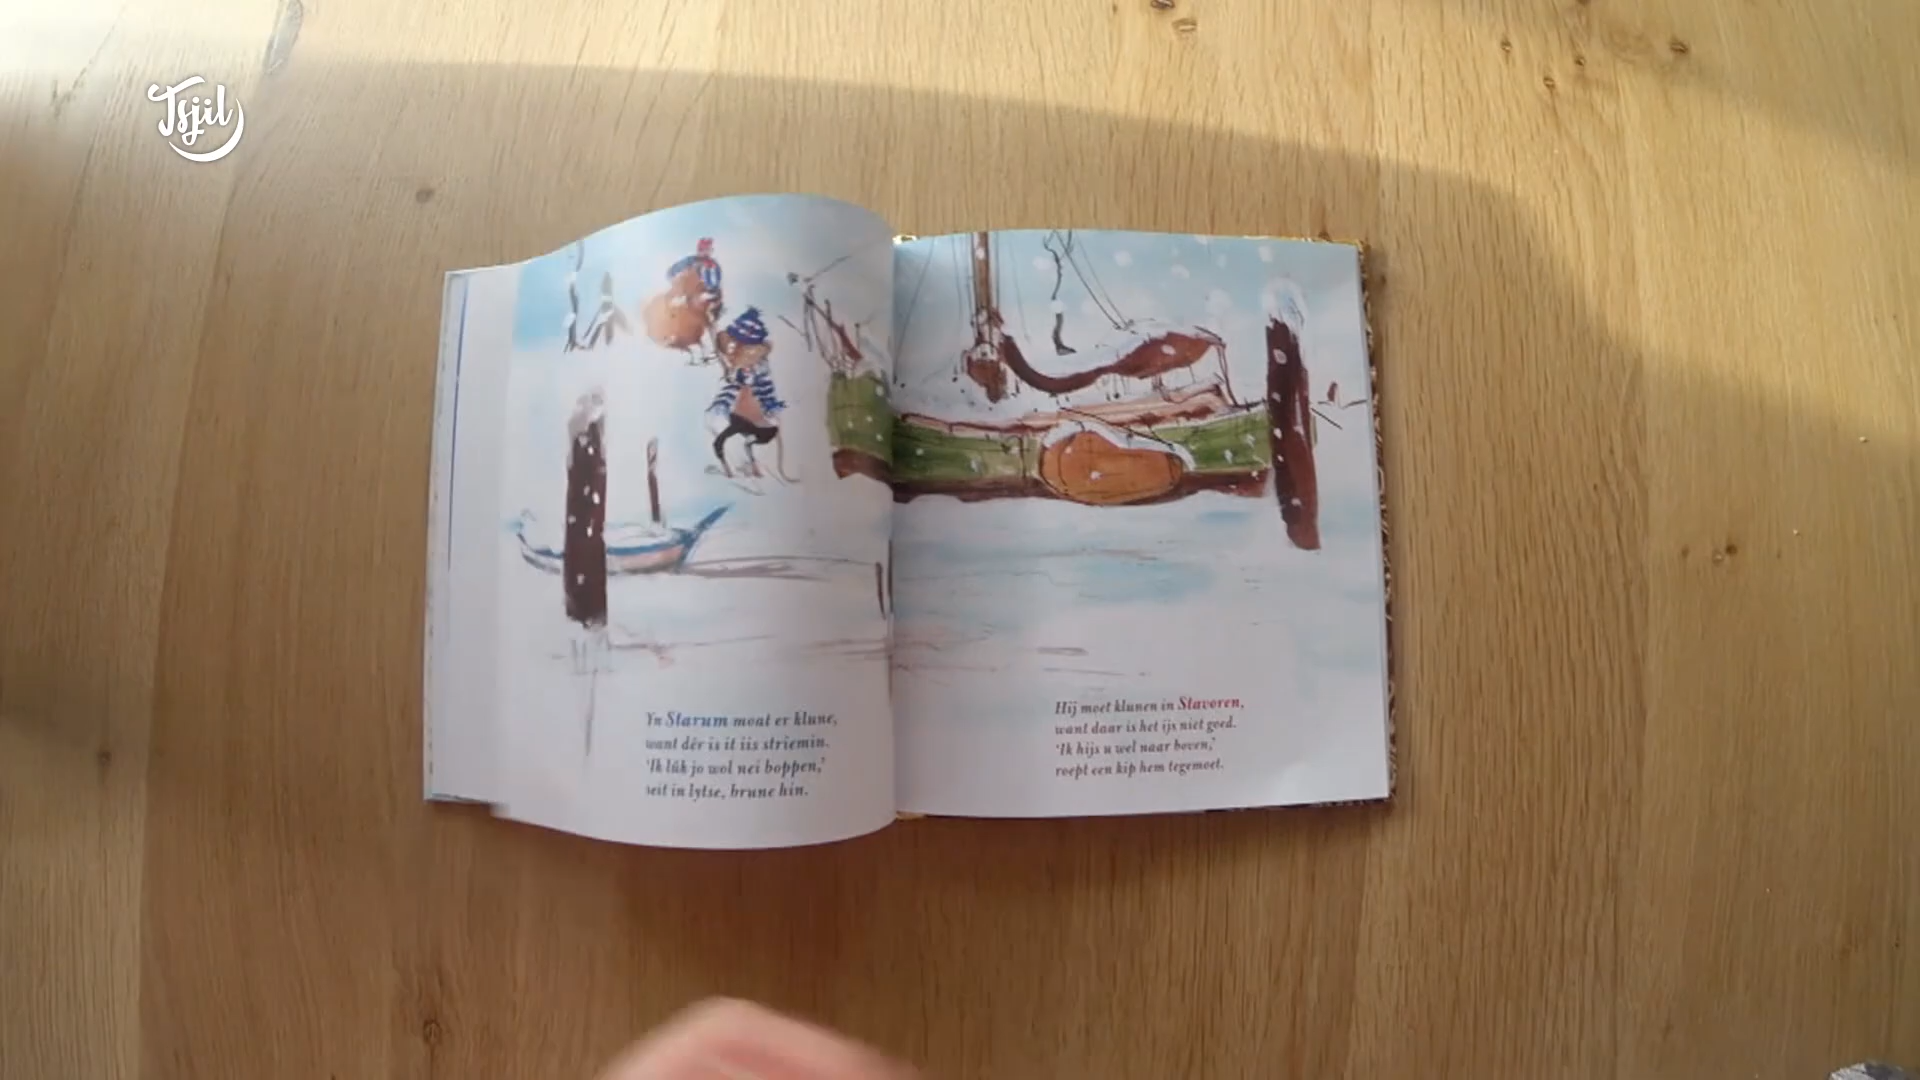 Tsjil
Yn Starum moat er klune,
want dêr is it iis striemin.
'Ik lûk jo wol nei boppen,'
seit in lytse, brune hin.
Hij moet klunen in Stavoren,
want daar is het ijs niet goed.
'Ik hijs u wel naar boven,'
roept een kip hem tegemoet.